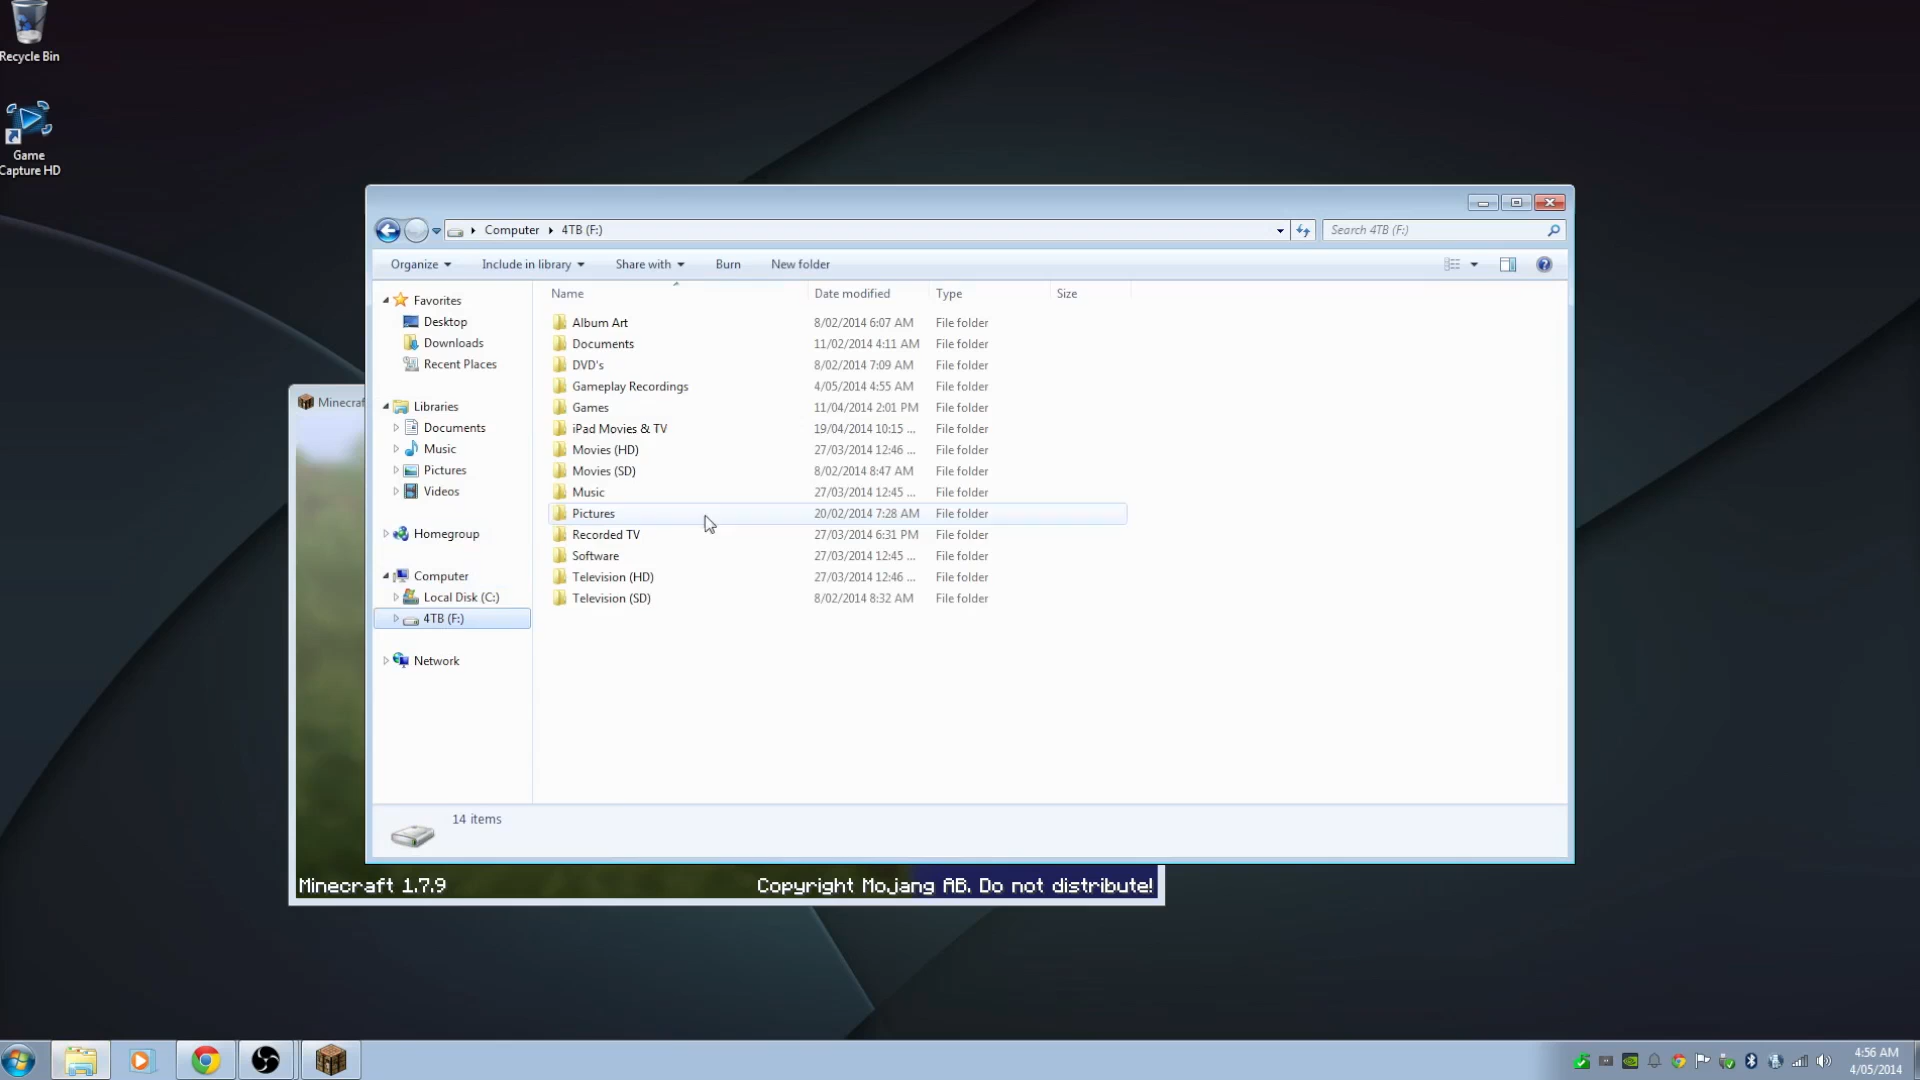 Recycle Bin
Game
Capture HD
Computer 4TB (F:)
Search 4TB (F:)
Organize Include in library Share with Burn New folder
Name Date modified Type Size
Favorites
Desktop
Downloads
Recent Places
Libraries
Documents
Music
Pictures
Videos
Homegroup
Computer
Local Disk (C:)
4TB (F:)
Network
Album Art 8/02/2014 6:07 AM File folder
Documents 11/02/2014 4:11 AM File folder
DVD's 8/02/2014 7:09 AM File folder
Gameplay Recordings 4/05/2014 4:55 AM File folder
Games 11/04/2014 2:01 PM File folder
iPad Movies & TV 19/04/2014 10:15 ... File folder
Movies (HD) 27/03/2014 12:46 ... File folder
Movies (SD) 8/02/2014 8:47 AM File folder
Music 27/03/2014 12:45 ... File folder
Pictures 20/02/2014 7:28 AM File folder
Recorded TV 27/03/2014 6:31 PM File folder
Software 27/03/2014 12:45 ... File folder
Television (HD) 27/03/2014 12:46 ... File folder
Television (SD) 8/02/2014 8:32 AM File folder
14 items
Minecraf
Minecraft 1.7.9
Copyright Mojang AB. Do not distribute!
4:56 AM
4/05/2014